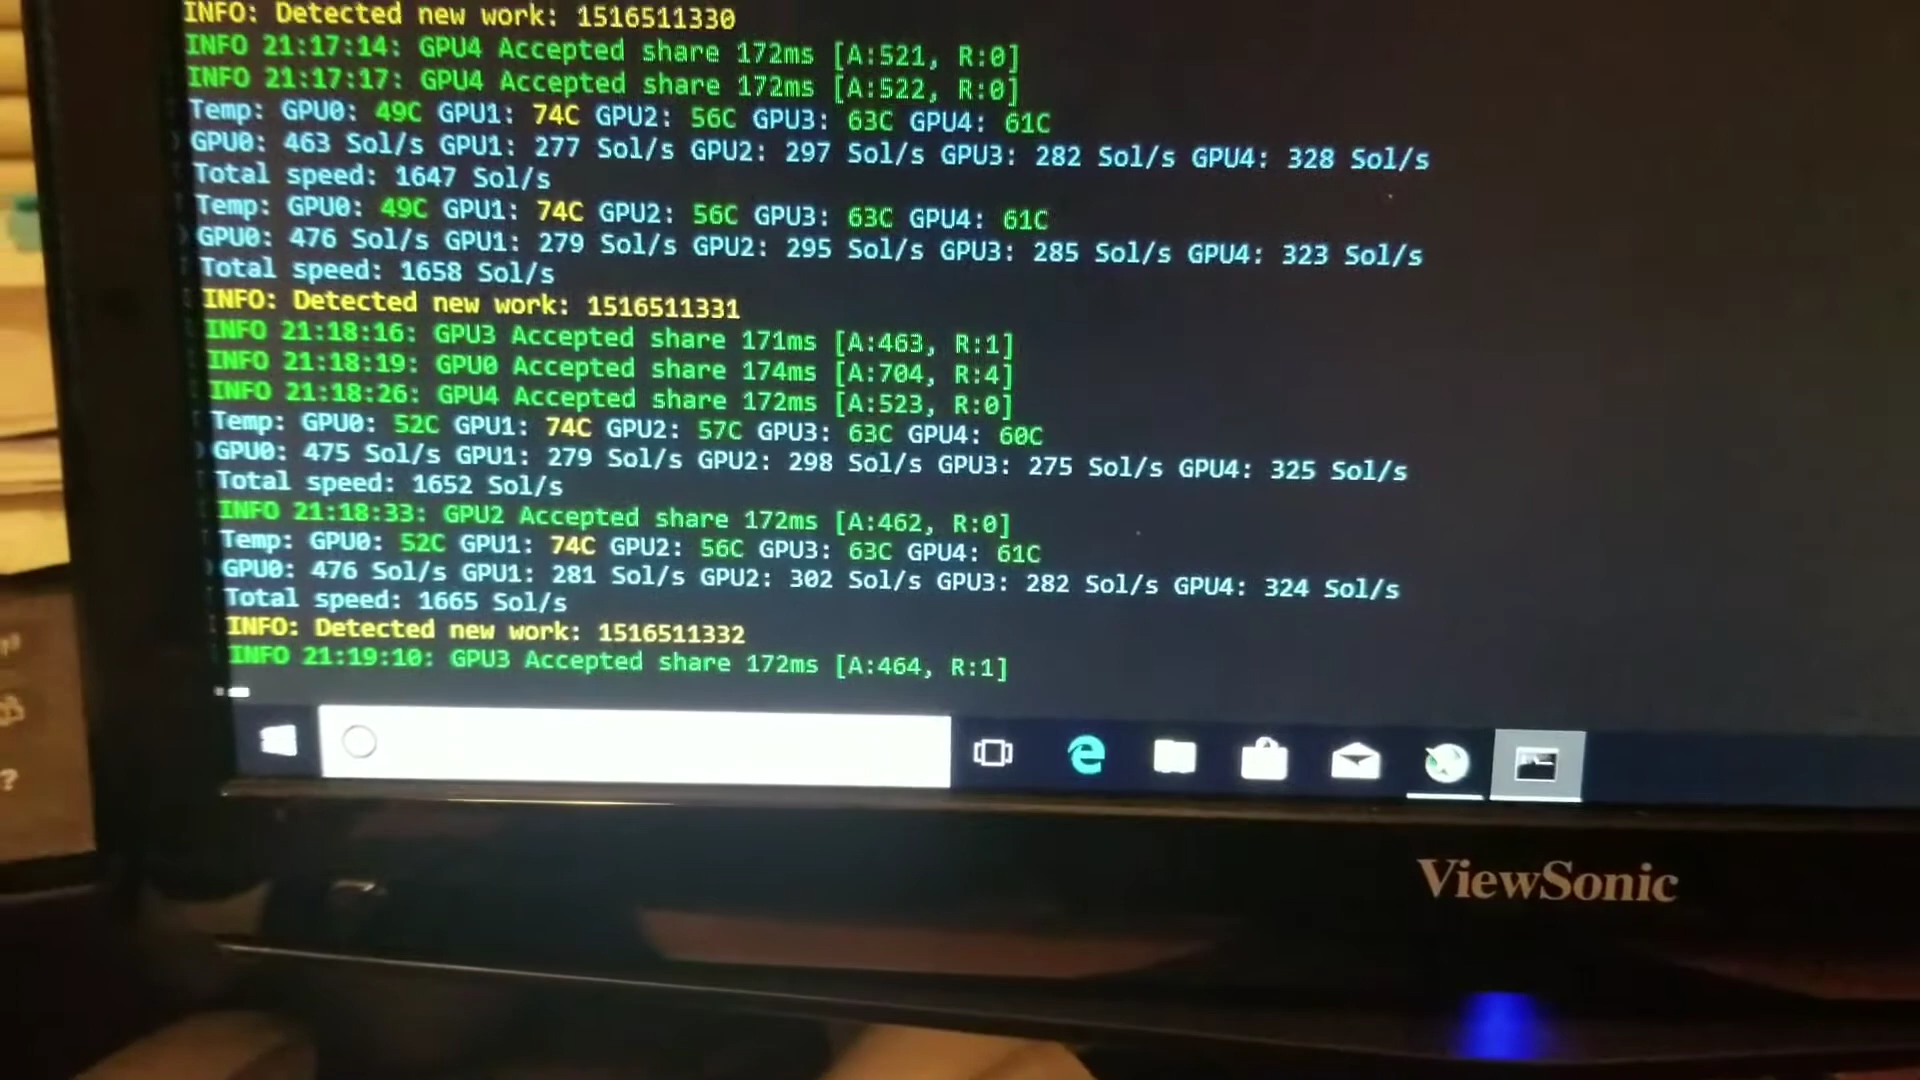 INFO: Detected new work: 1516511330
INFO 21:17:14: GPU4 Accepted share 172ms [A:521, R:0]
INFO 21:17:17: GPU4 Accepted share 172ms [A:522, R:0]
Temp: GPU0: 49C GPU1: 74C GPU2: 56C GPU3: 63C GPU4: 61C
GPU0: 463 Sol/s GPU1: 277 Sol/s GPU2: 297 Sol/s GPU3: 282 Sol/s GPU4: 328 Sol/s
Total speed: 1647 Sol/s
Temp: GPU0: 49C GPU1: 74C GPU2: 56C GPU3: 63C GPU4: 61C
GPU0: 476 Sol/s GPU1: 279 Sol/s GPU2: 295 Sol/s GPU3: 285 Sol/s GPU4: 323 Sol/s
Total speed: 1658 Sol/s
INFO: Detected new work: 1516511331
INFO 21:18:16: GPU3 Accepted share 171ms [A:463, R:1]
INFO 21:18:19: GPU0 Accepted share 174ms [A:704, R:4]
INFO 21:18:26: GPU4 Accepted share 172ms [A:523, R:0]
Temp: GPU0: 52C GPU1: 74C GPU2: 57C GPU3: 63C GPU4: 60C
GPU0: 475 Sol/s GPU1: 279 Sol/s GPU2: 298 Sol/s GPU3: 275 Sol/s GPU4: 325 Sol/s
Total speed: 1652 Sol/s
INFO 21:18:33: GPU2 Accepted share 172ms [A:462, R:0]
Temp: GPU0: 52C GPU1: 74C GPU2: 56C GPU3: 63C GPU4: 61C
GPU0: 476 Sol/s GPU1: 281 Sol/s GPU2: 302 Sol/s GPU3: 282 Sol/s GPU4: 324 Sol/s
Total speed: 1665 Sol/s
INFO: Detected new work: 1516511332
INFO 21:19:10: GPU3 Accepted share 172ms [A:464, R:1]
?
ViewSonic